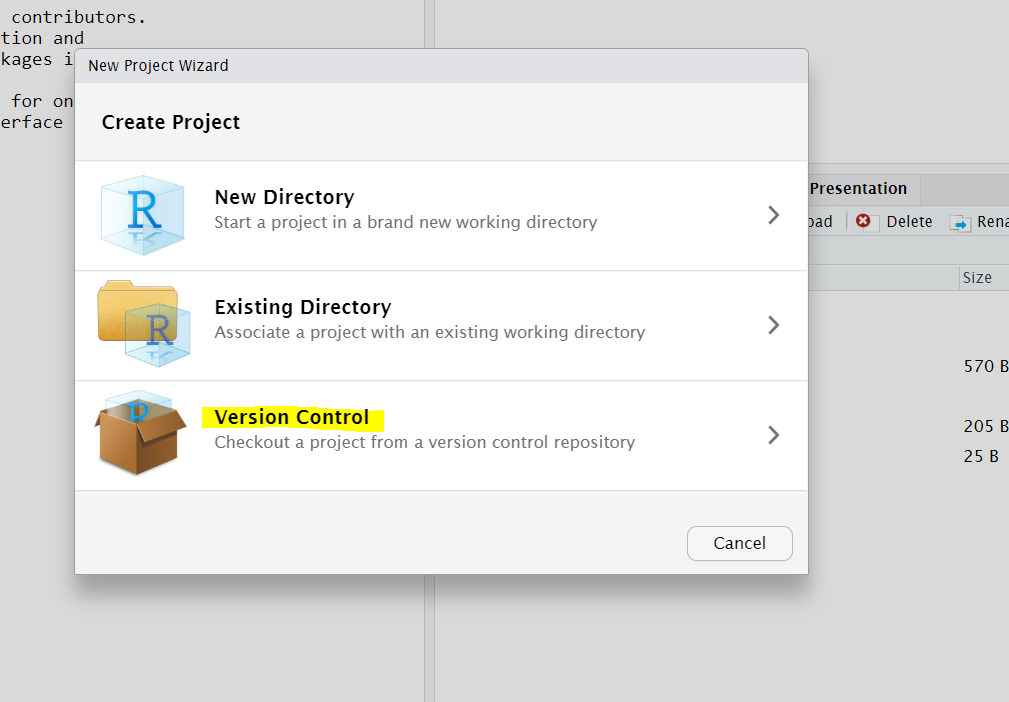 contributors.
tion and
kages i
for on
erface
New Project Wizard
Create Project
R
New Directory
Start a project in a brand new working directory
R
Existing Directory
Associate a project with an existing working directory
R
Version Control
Checkout a project from a version control repository
Cancel
Presentation
oad Delete Rena
Size
570 B
205 B
25 B